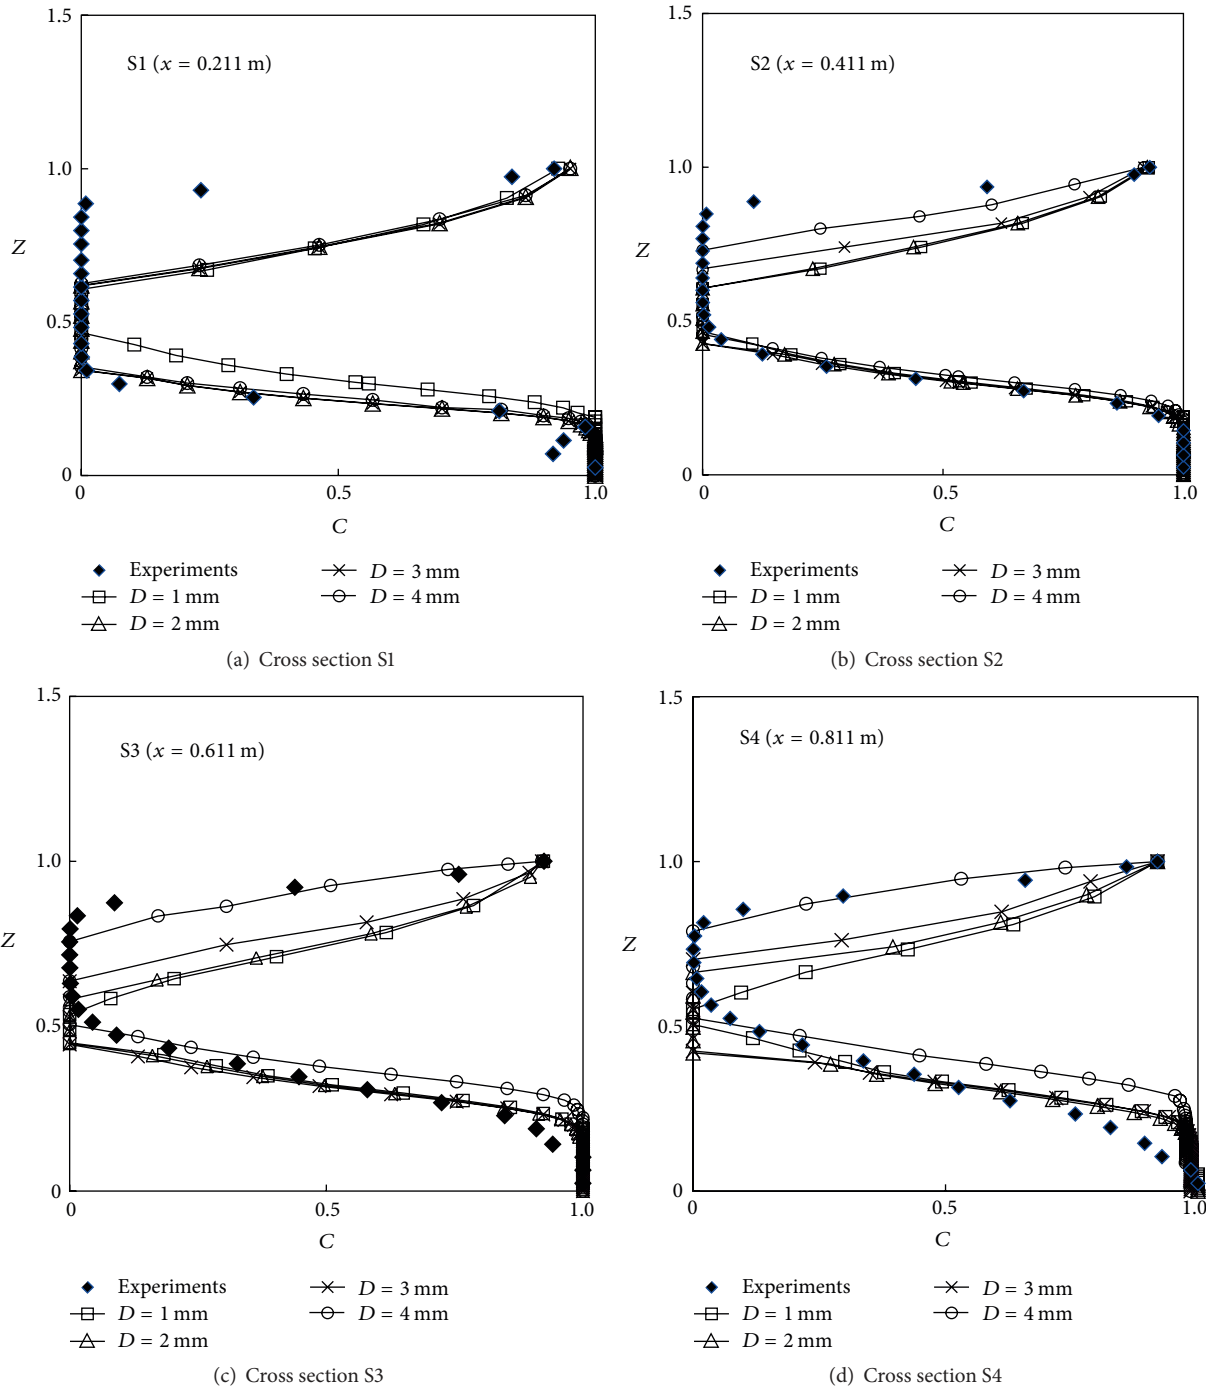 1.5
S1 (x = 0.211 m)
1.0
Z
0.5
0
0 0.5 1.0
C
Experiments
D = 1 mm
D = 2 mm
D = 3 mm
D = 4 mm
(a) Cross section S1
1.5
S2 (x = 0.411 m)
1.0
Z
0.5
0
0 0.5 1.0
C
Experiments
D = 1 mm
D = 2 mm
D = 3 mm
D = 4 mm
(b) Cross section S2
1.5
S3 (x = 0.611 m)
1.0
Z
0.5
0
0 0.5 1.0
C
Experiments
D = 1 mm
D = 2 mm
D = 3 mm
D = 4 mm
(c) Cross section S3
1.5
S4 (x = 0.811 m)
1.0
Z
0.5
0
0 0.5 1.0
C
Experiments
D = 1 mm
D = 2 mm
D = 3 mm
D = 4 mm
(d) Cross section S4